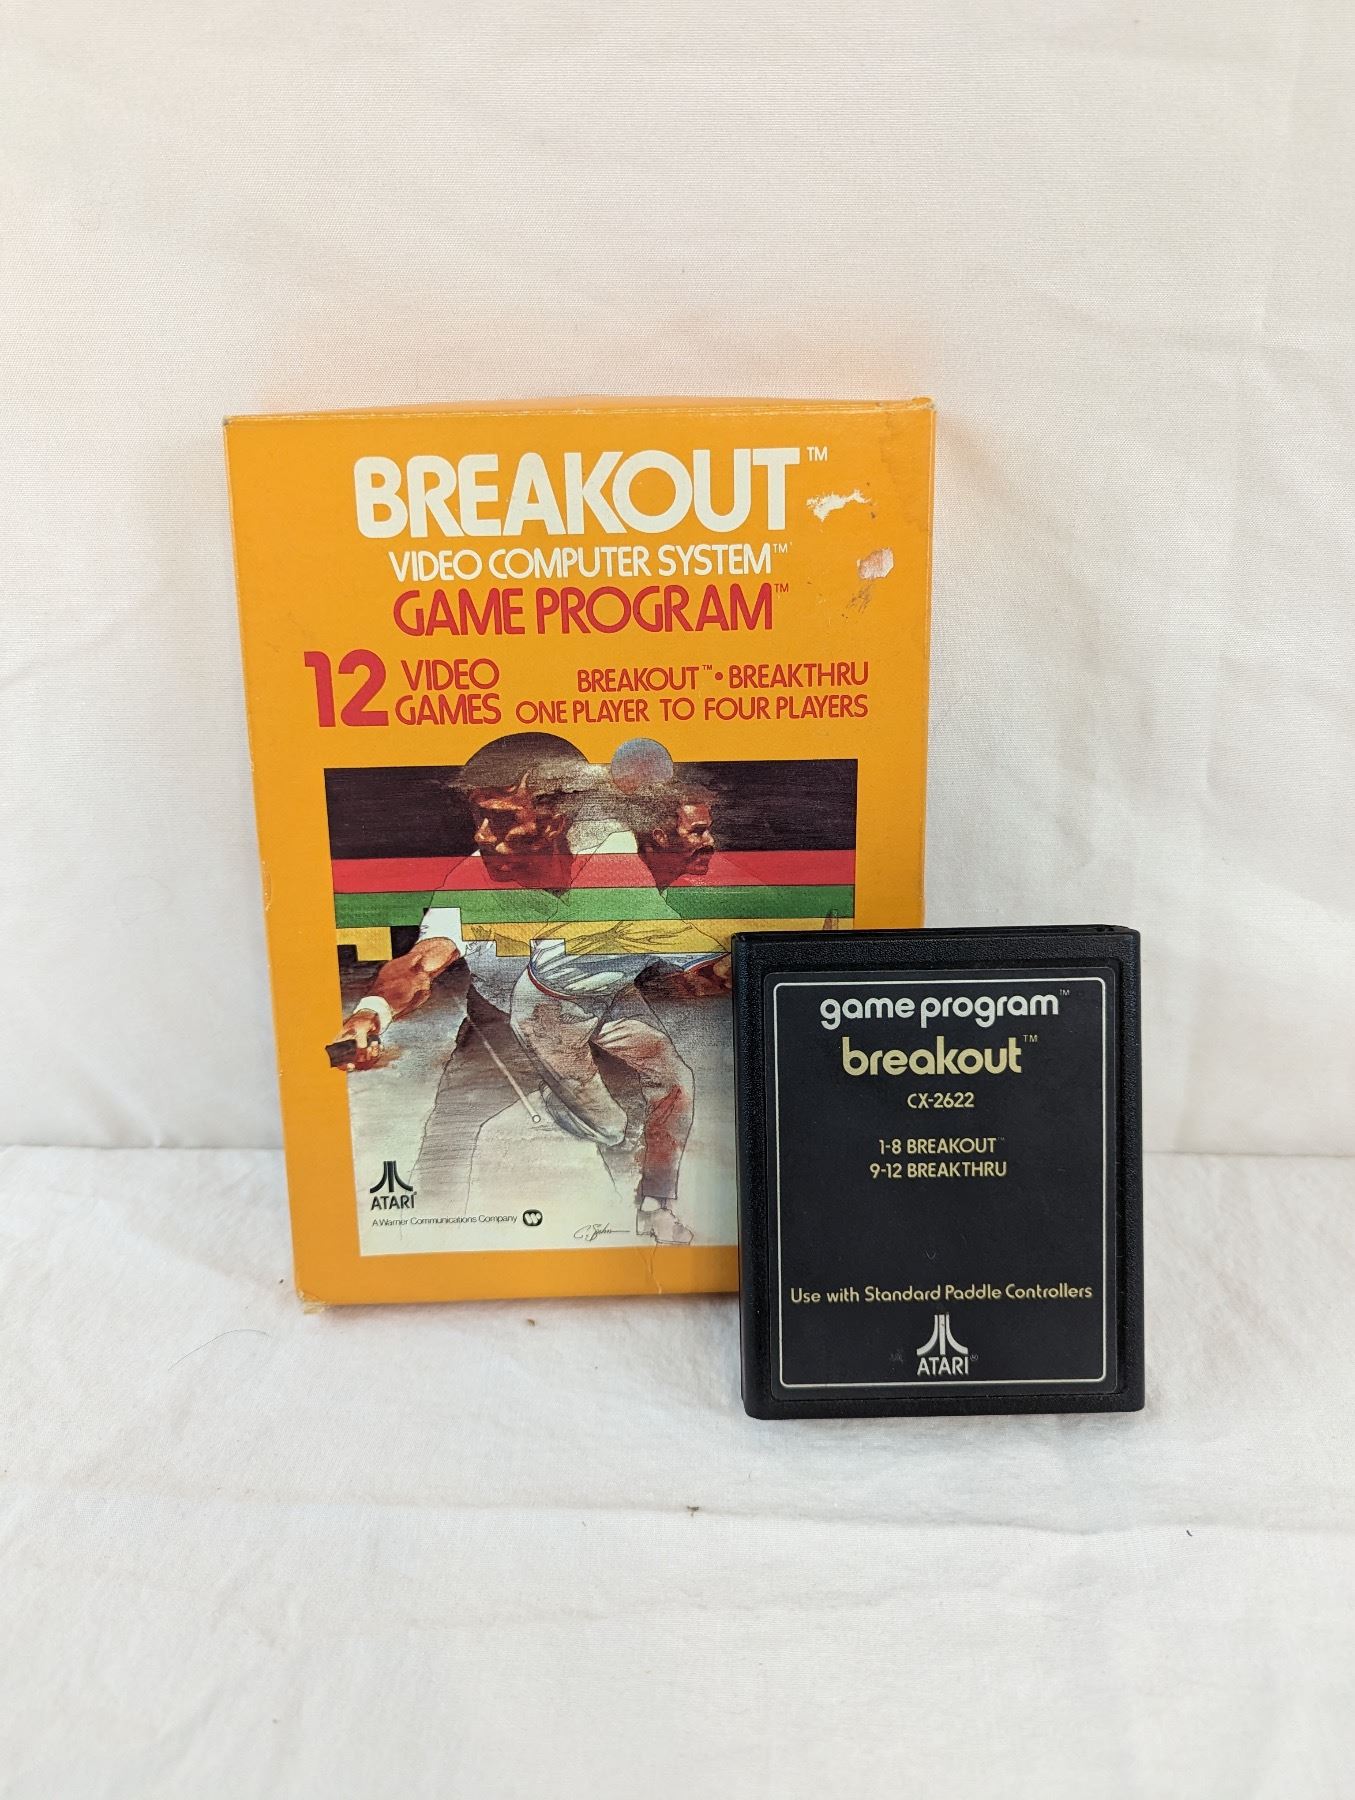 BREAKOUT™
VIDEO COMPUTER SYSTEM™
GAME PROGRAM™
12 VIDEO GAMES
BREAKOUT™ • BREAKTHRU
ONE PLAYER TO FOUR PLAYERS
ATARI®
A Warner Communications Company
game program™
breakout™
CX-2622
1-8 BREAKOUT™
9-12 BREAKTHRU
Use with Standard Paddle Controllers
ATARI®